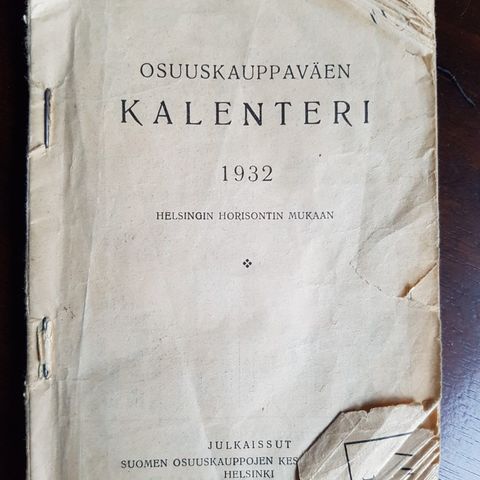 OSUUSKAUPPAVÄEN
KALENTERI
1932
HELSINGIN HORISONTIN MUKAAN
JULKAISSUT
SUOMEN OSUUSKAUPPOJEN
HELSINKI